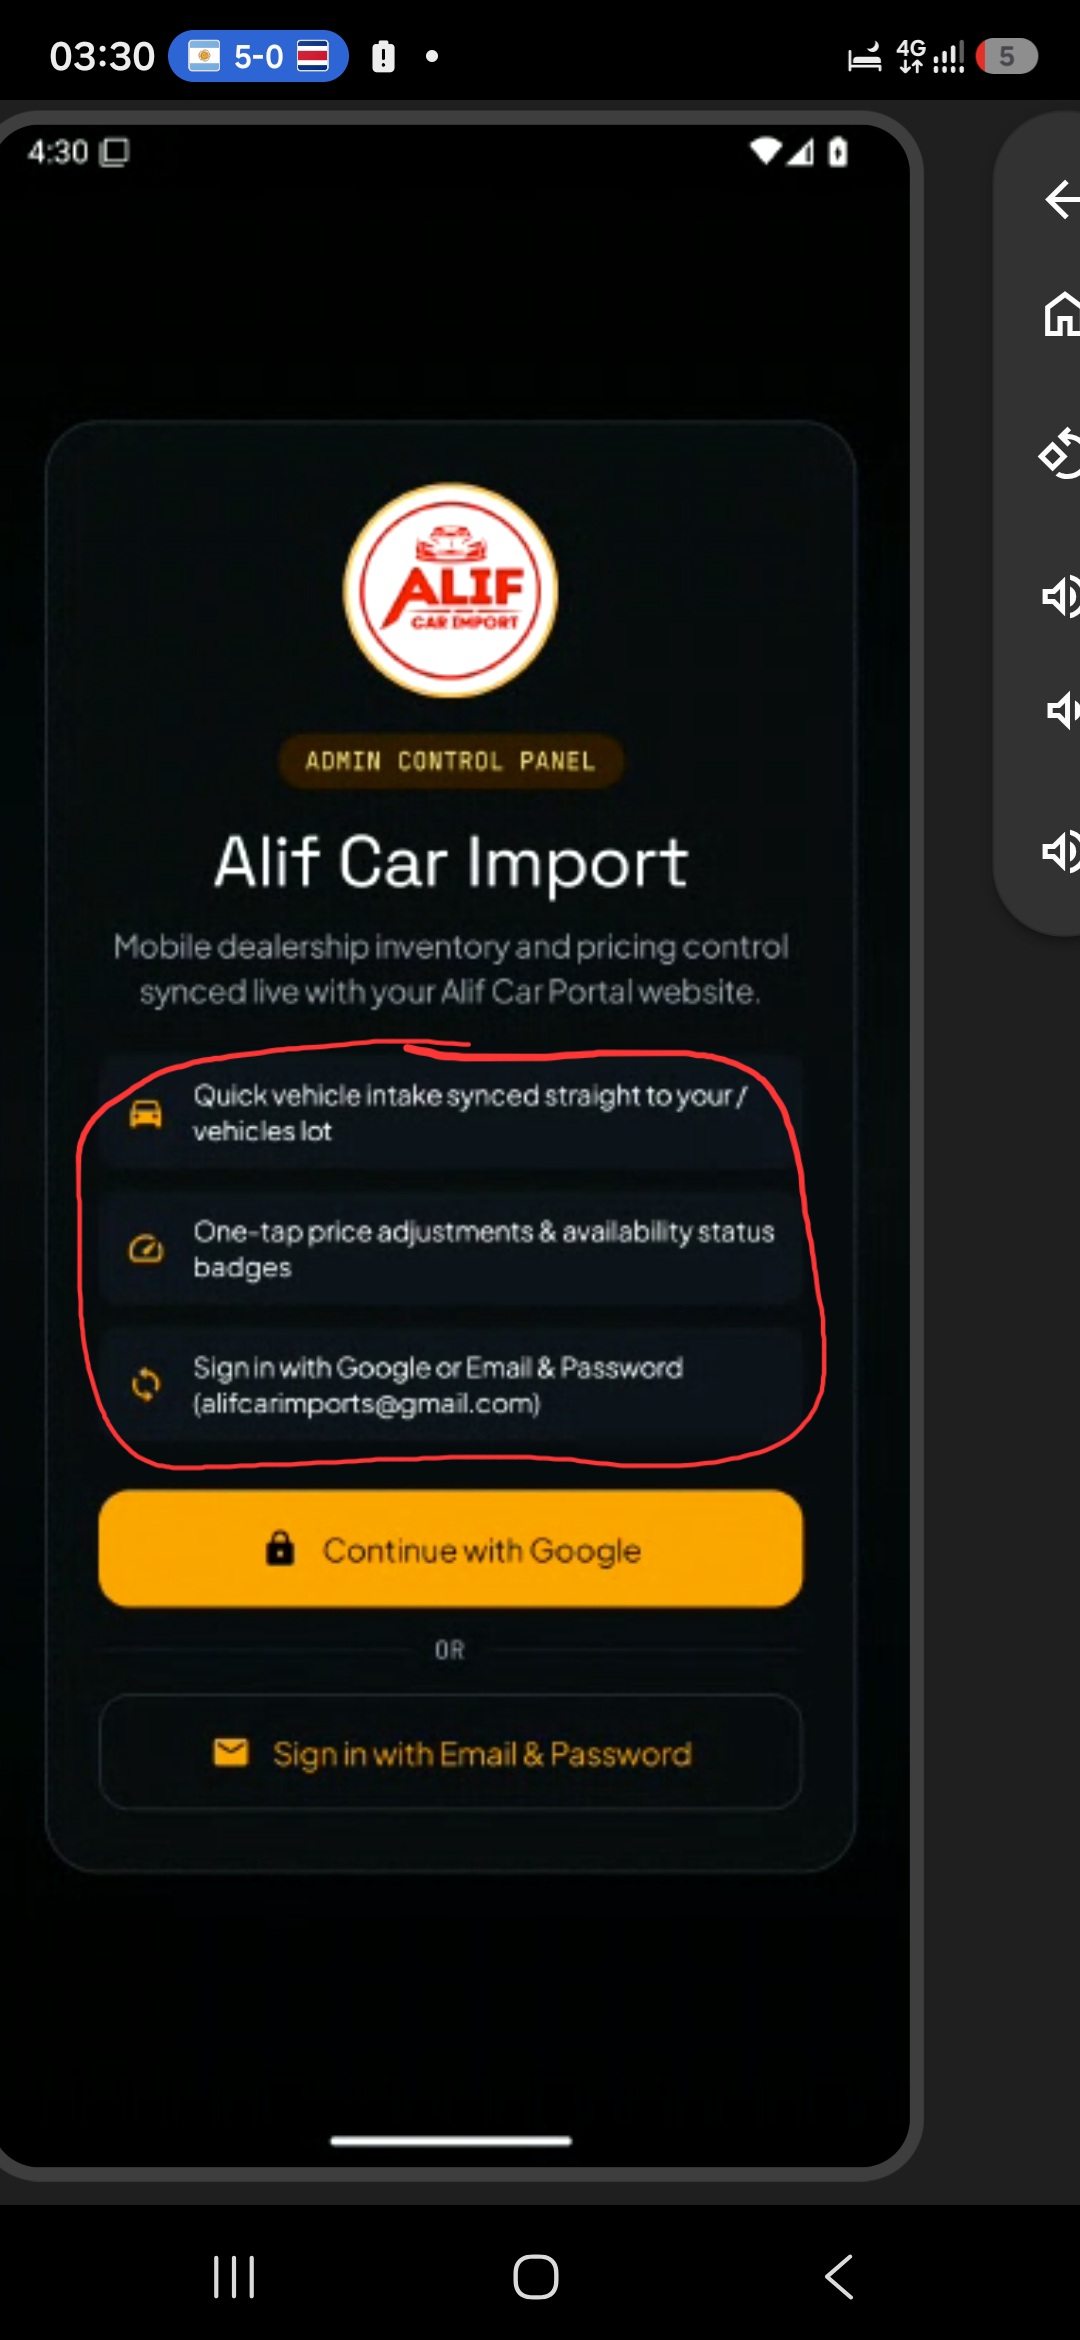 03:30
5-0
4G
5
4:30
ALIF
CAR IMPORT
ADMIN CONTROL PANEL
Alif Car Import
Mobile dealership inventory and pricing control
synced live with your Alif Car Portal website.
Quick vehicle intake synced straight to your /
vehicles lot
One-tap price adjustments & availability status
badges
Sign in with Google or Email & Password
(alifcarimports@gmail.com)
Continue with Google
OR
Sign in with Email & Password